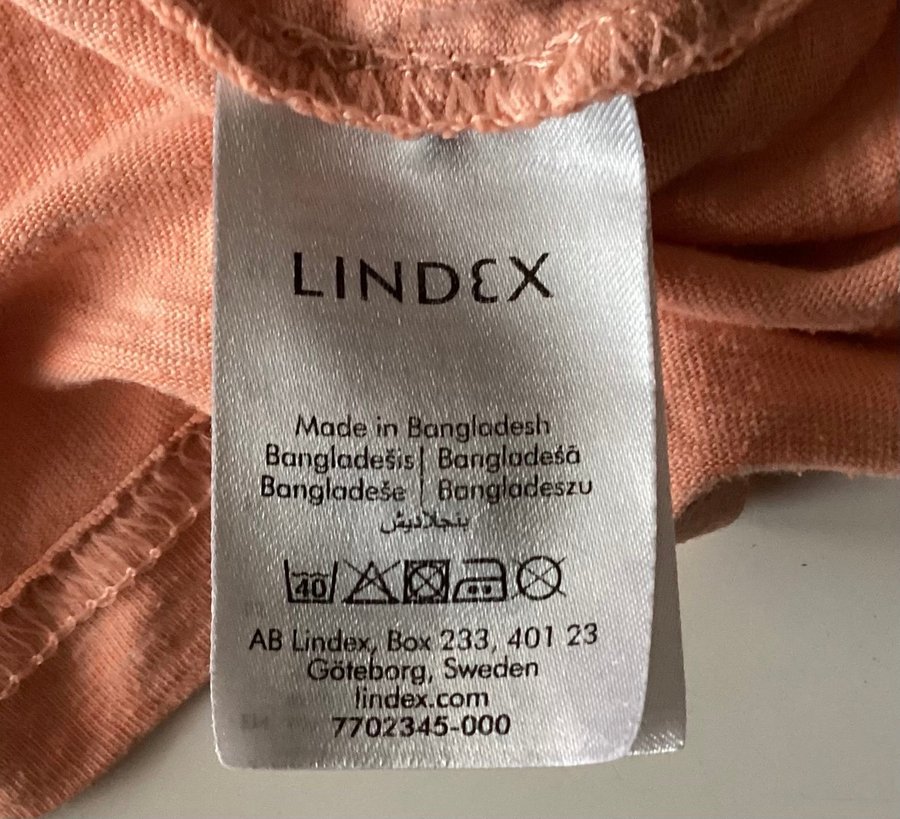 LINDEX
Made in Bangladesh
Bangladešis| Bangladešā
Bangladeše | Bangladeszu
بنجلاديش
40
AB Lindex, Box 233, 401 23
Göteborg, Sweden
lindex.com
7702345-000